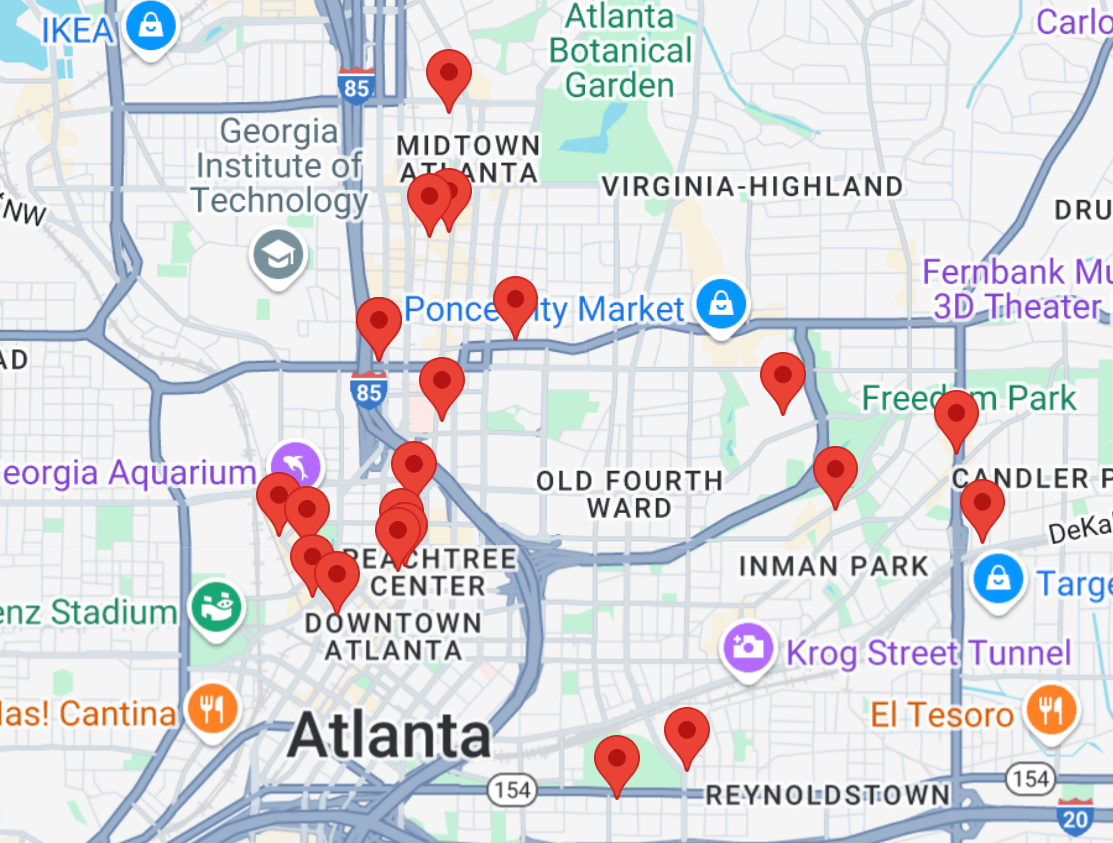 IKEA
Atlanta
Botanical
Garden
Carlo
85
Georgia
Institute of
Technology
MIDTOWN
ATLANTA
VIRGINIA-HIGHLAND
NW
DRU
Fernbank Mu
3D Theater
Ponce City Market
AD
85
Freedom Park
eorgia Aquarium
OLD FOURTH
WARD
CANDLER P
DeKa
PEACHTREE
CENTER
INMAN PARK
Targe
enz Stadium
DOWNTOWN
ATLANTA
Krog Street Tunnel
las! Cantina
El Tesoro
Atlanta
154
REYNOLDSTOWN
154
20